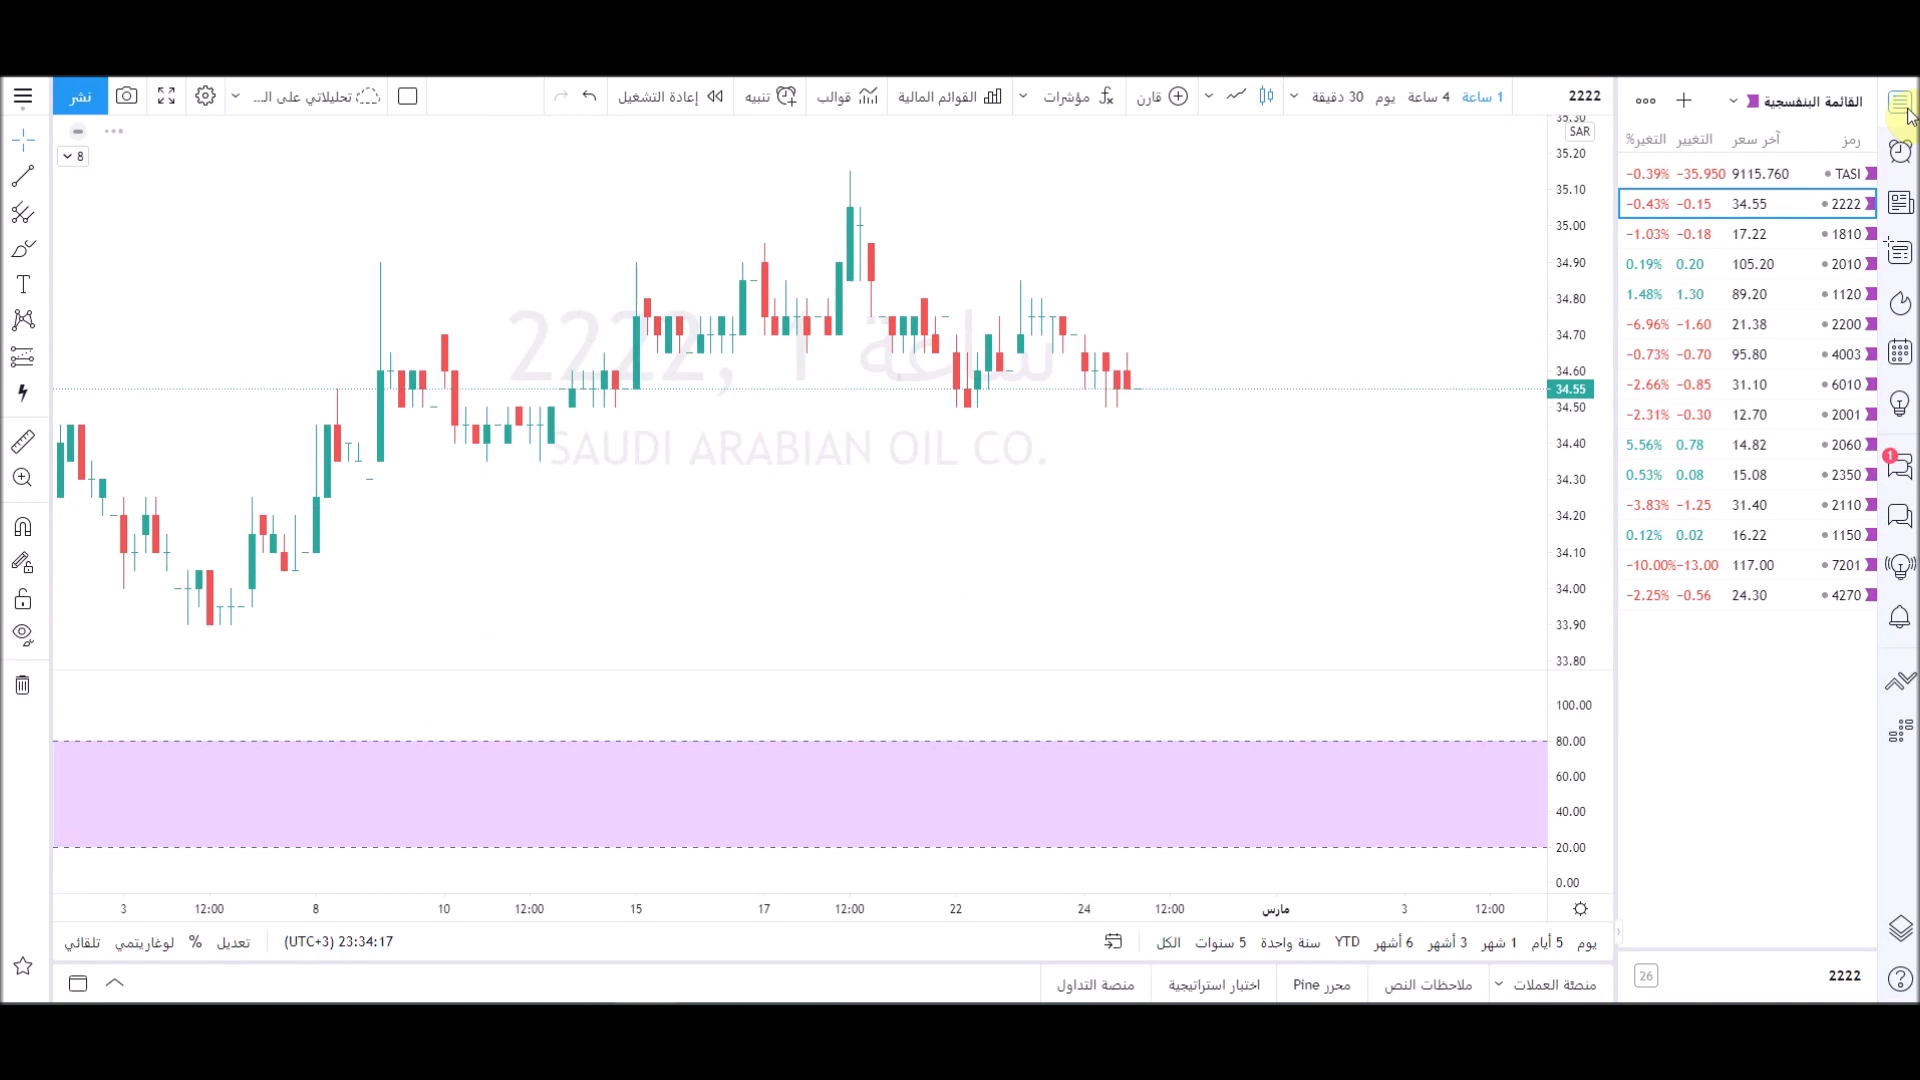 نشر
تحليلاتي على الـ...
إعادة التشغيل
تنبيه
قوالب
القوائم المالية
مؤشرات
قارن
30 دقيقة
يوم
4 ساعة
1 ساعة
2222
القائمة البنفسجية
8
رمز آخر سعر التغيير التغير%
TASI 9115.760 −35.950 −0.39%
2222 34.55 −0.15 −0.43%
1810 17.22 −0.18 −1.03%
2010 105.20 0.20 0.19%
1120 89.20 1.30 1.48%
2200 21.38 −1.60 −6.96%
4003 95.80 −0.70 −0.73%
6010 31.10 −0.85 −2.66%
2001 12.70 −0.30 −2.31%
2060 14.82 0.78 5.56%
2350 15.08 0.08 0.53%
2110 31.40 −1.25 −3.83%
1150 16.22 0.02 0.12%
7201 117.00 −13.00 −10.00%
4270 24.30 −0.56 −2.25%
1
2222, 1 ساعة
SAUDI ARABIAN OIL CO.
35.30
SAR
35.20
35.10
35.00
34.90
34.80
34.70
34.60
34.55
34.50
34.40
34.30
34.20
34.10
34.00
33.90
33.80
100.00
80.00
60.00
40.00
20.00
0.00
3 12:00 8 10 12:00 15 17 12:00 22 24 12:00 مارس 3 12:00
تلقائي
لوغاريتمي
%
تعديل
23:34:17 (UTC+3)
الكل
5 سنوات
سنة واحدة
YTD
6 أشهر
3 أشهر
1 شهر
5 أيام
يوم
منصة التداول
اختبار استراتيجية
محرر Pine
ملاحظات النص
منصّة العملات
26
2222